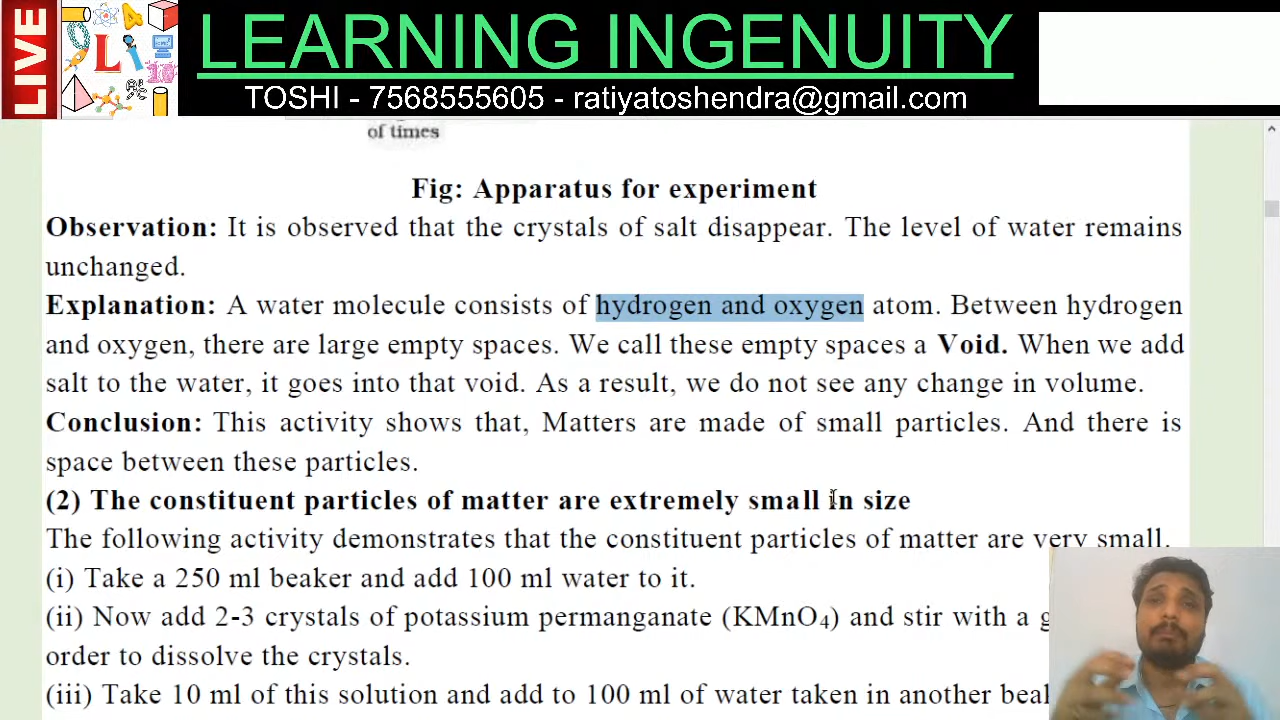 LIVE
LEARNING INGENUITY
TOSHI - 7568555605 - ratiyatoshendra@gmail.com
of times
Fig: Apparatus for experiment
Observation: It is observed that the crystals of salt disappear. The level of water remains
unchanged.
Explanation: A water molecule consists of hydrogen and oxygen atom. Between hydrogen
and oxygen, there are large empty spaces. We call these empty spaces a Void. When we add
salt to the water, it goes into that void. As a result, we do not see any change in volume.
Conclusion: This activity shows that, Matters are made of small particles. And there is
space between these particles.
(2) The constituent particles of matter are extremely small in size
The following activity demonstrates that the constituent particles of matter are very small.
(i) Take a 250 ml beaker and add 100 ml water to it.
(ii) Now add 2-3 crystals of potassium permanganate (KMnO₄) and stir with a g
order to dissolve the crystals.
(iii) Take 10 ml of this solution and add to 100 ml of water taken in another beak